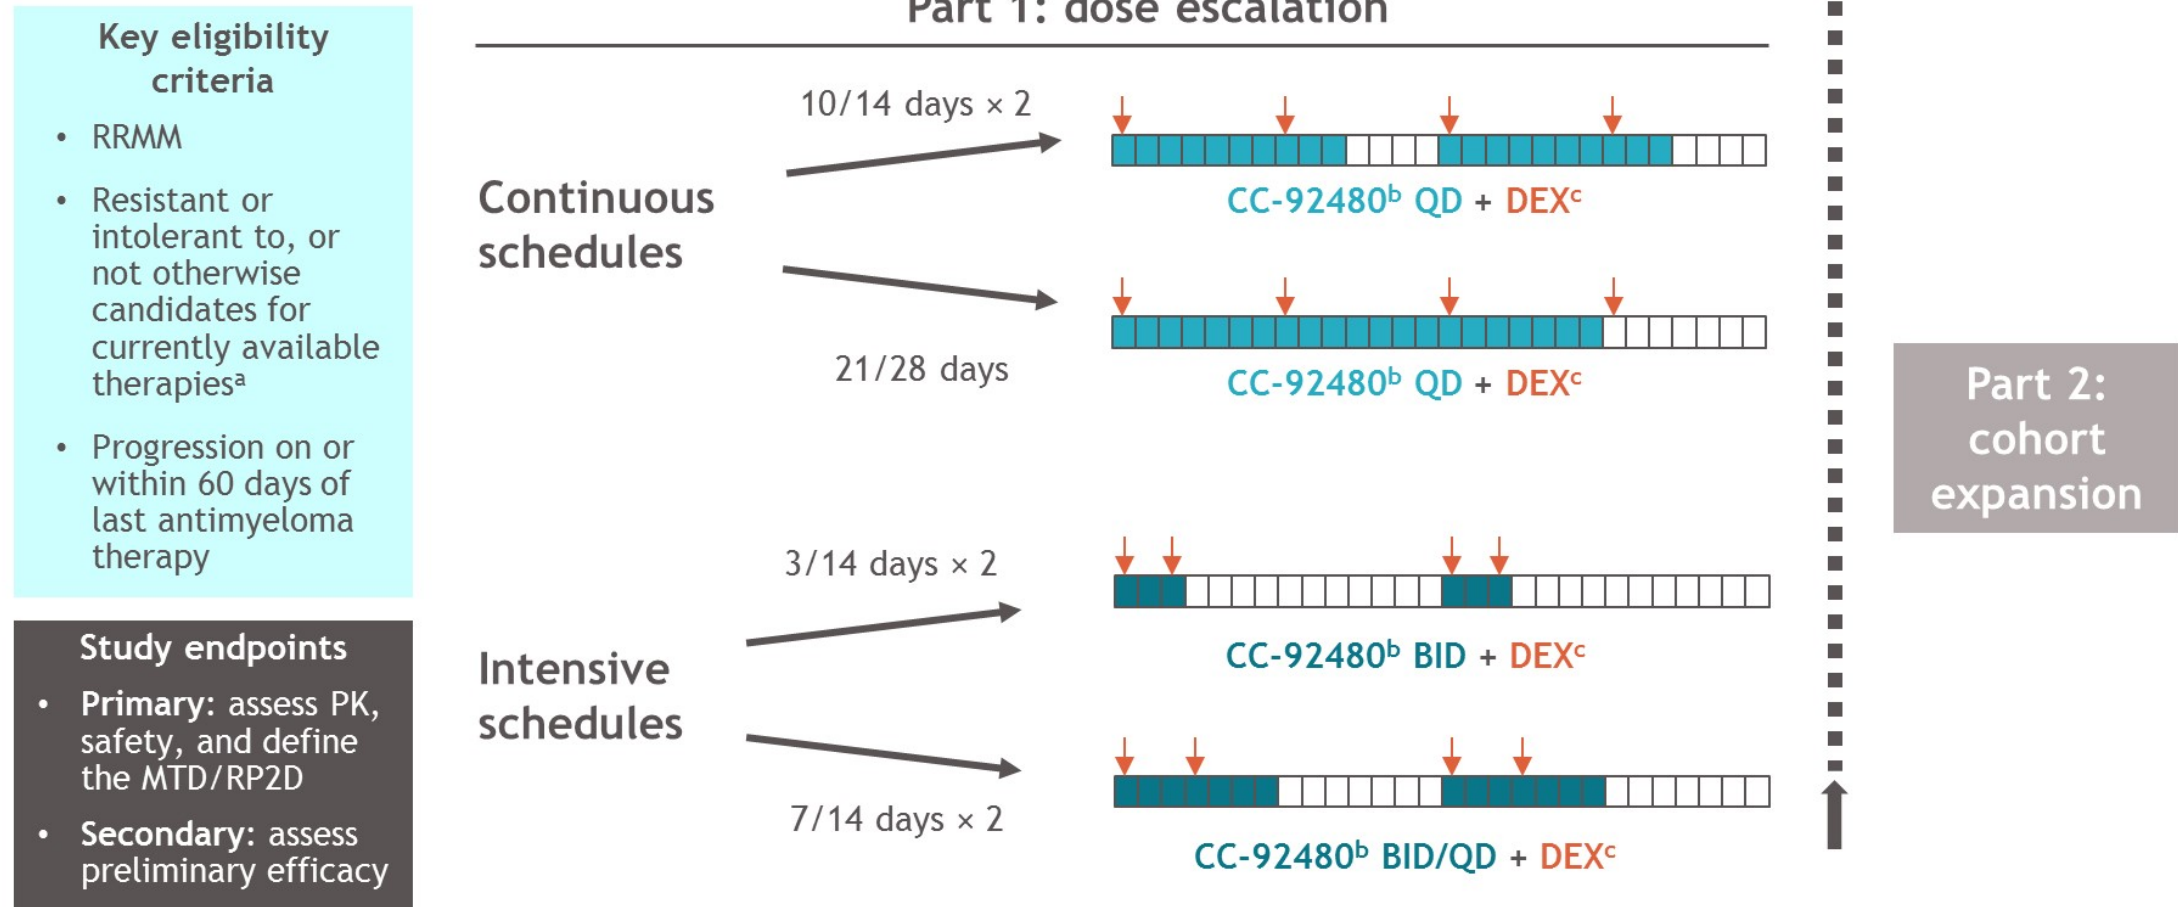 Part 1: dose escalation
Key eligibility
criteria
• RRMM
• Resistant or
intolerant to, or
not otherwise
candidates for
currently available
therapiesᵃ
• Progression on or
within 60 days of
last antimyeloma
therapy
Study endpoints
• Primary: assess PK,
safety, and define
the MTD/RP2D
• Secondary: assess
preliminary efficacy
Continuous
schedules
10/14 days × 2
CC-92480ᵇ QD + DEXᶜ
21/28 days
CC-92480ᵇ QD + DEXᶜ
Intensive
schedules
3/14 days × 2
CC-92480ᵇ BID + DEXᶜ
7/14 days × 2
CC-92480ᵇ BID/QD + DEXᶜ
Part 2:
cohort
expansion